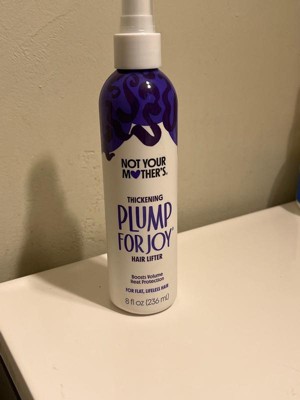 NOT YOUR
MOTHER'S.
THICKENING
PLUMP
FOR JOY™
HAIR LIFTER
Boosts Volume
Heat Protection
FOR FLAT, LIFELESS HAIR
8 fl oz (236 mL)